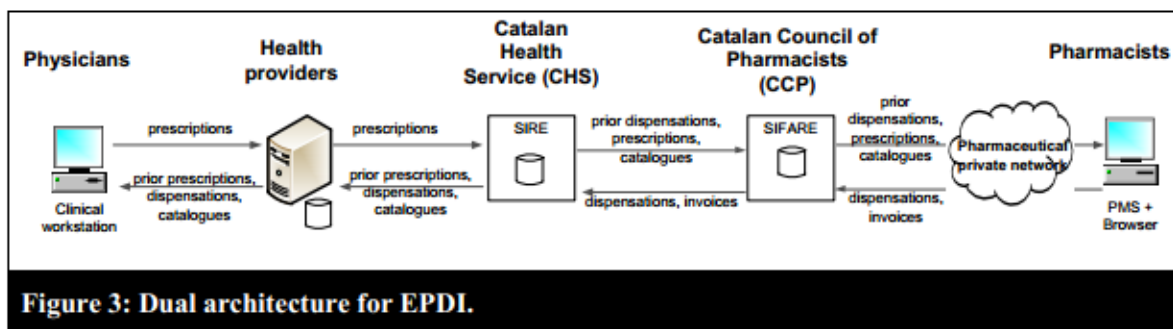 Physicians
Health
providers
Catalan
Health
Service (CHS)
Catalan Council of
Pharmacists
(CCP)
Pharmacists
prescriptions
prior prescriptions,
dispensations,
catalogues
Clinical
workstation
prescriptions
prior prescriptions,
dispensations,
catalogues
SIRE
prior dispensations,
prescriptions,
catalogues
dispensations, invoices
SIFARE
prior
dispensations,
prescriptions,
catalogues
dispensations,
invoices
Pharmaceutical
private network
PMS +
Browser
Figure 3: Dual architecture for EPDI.